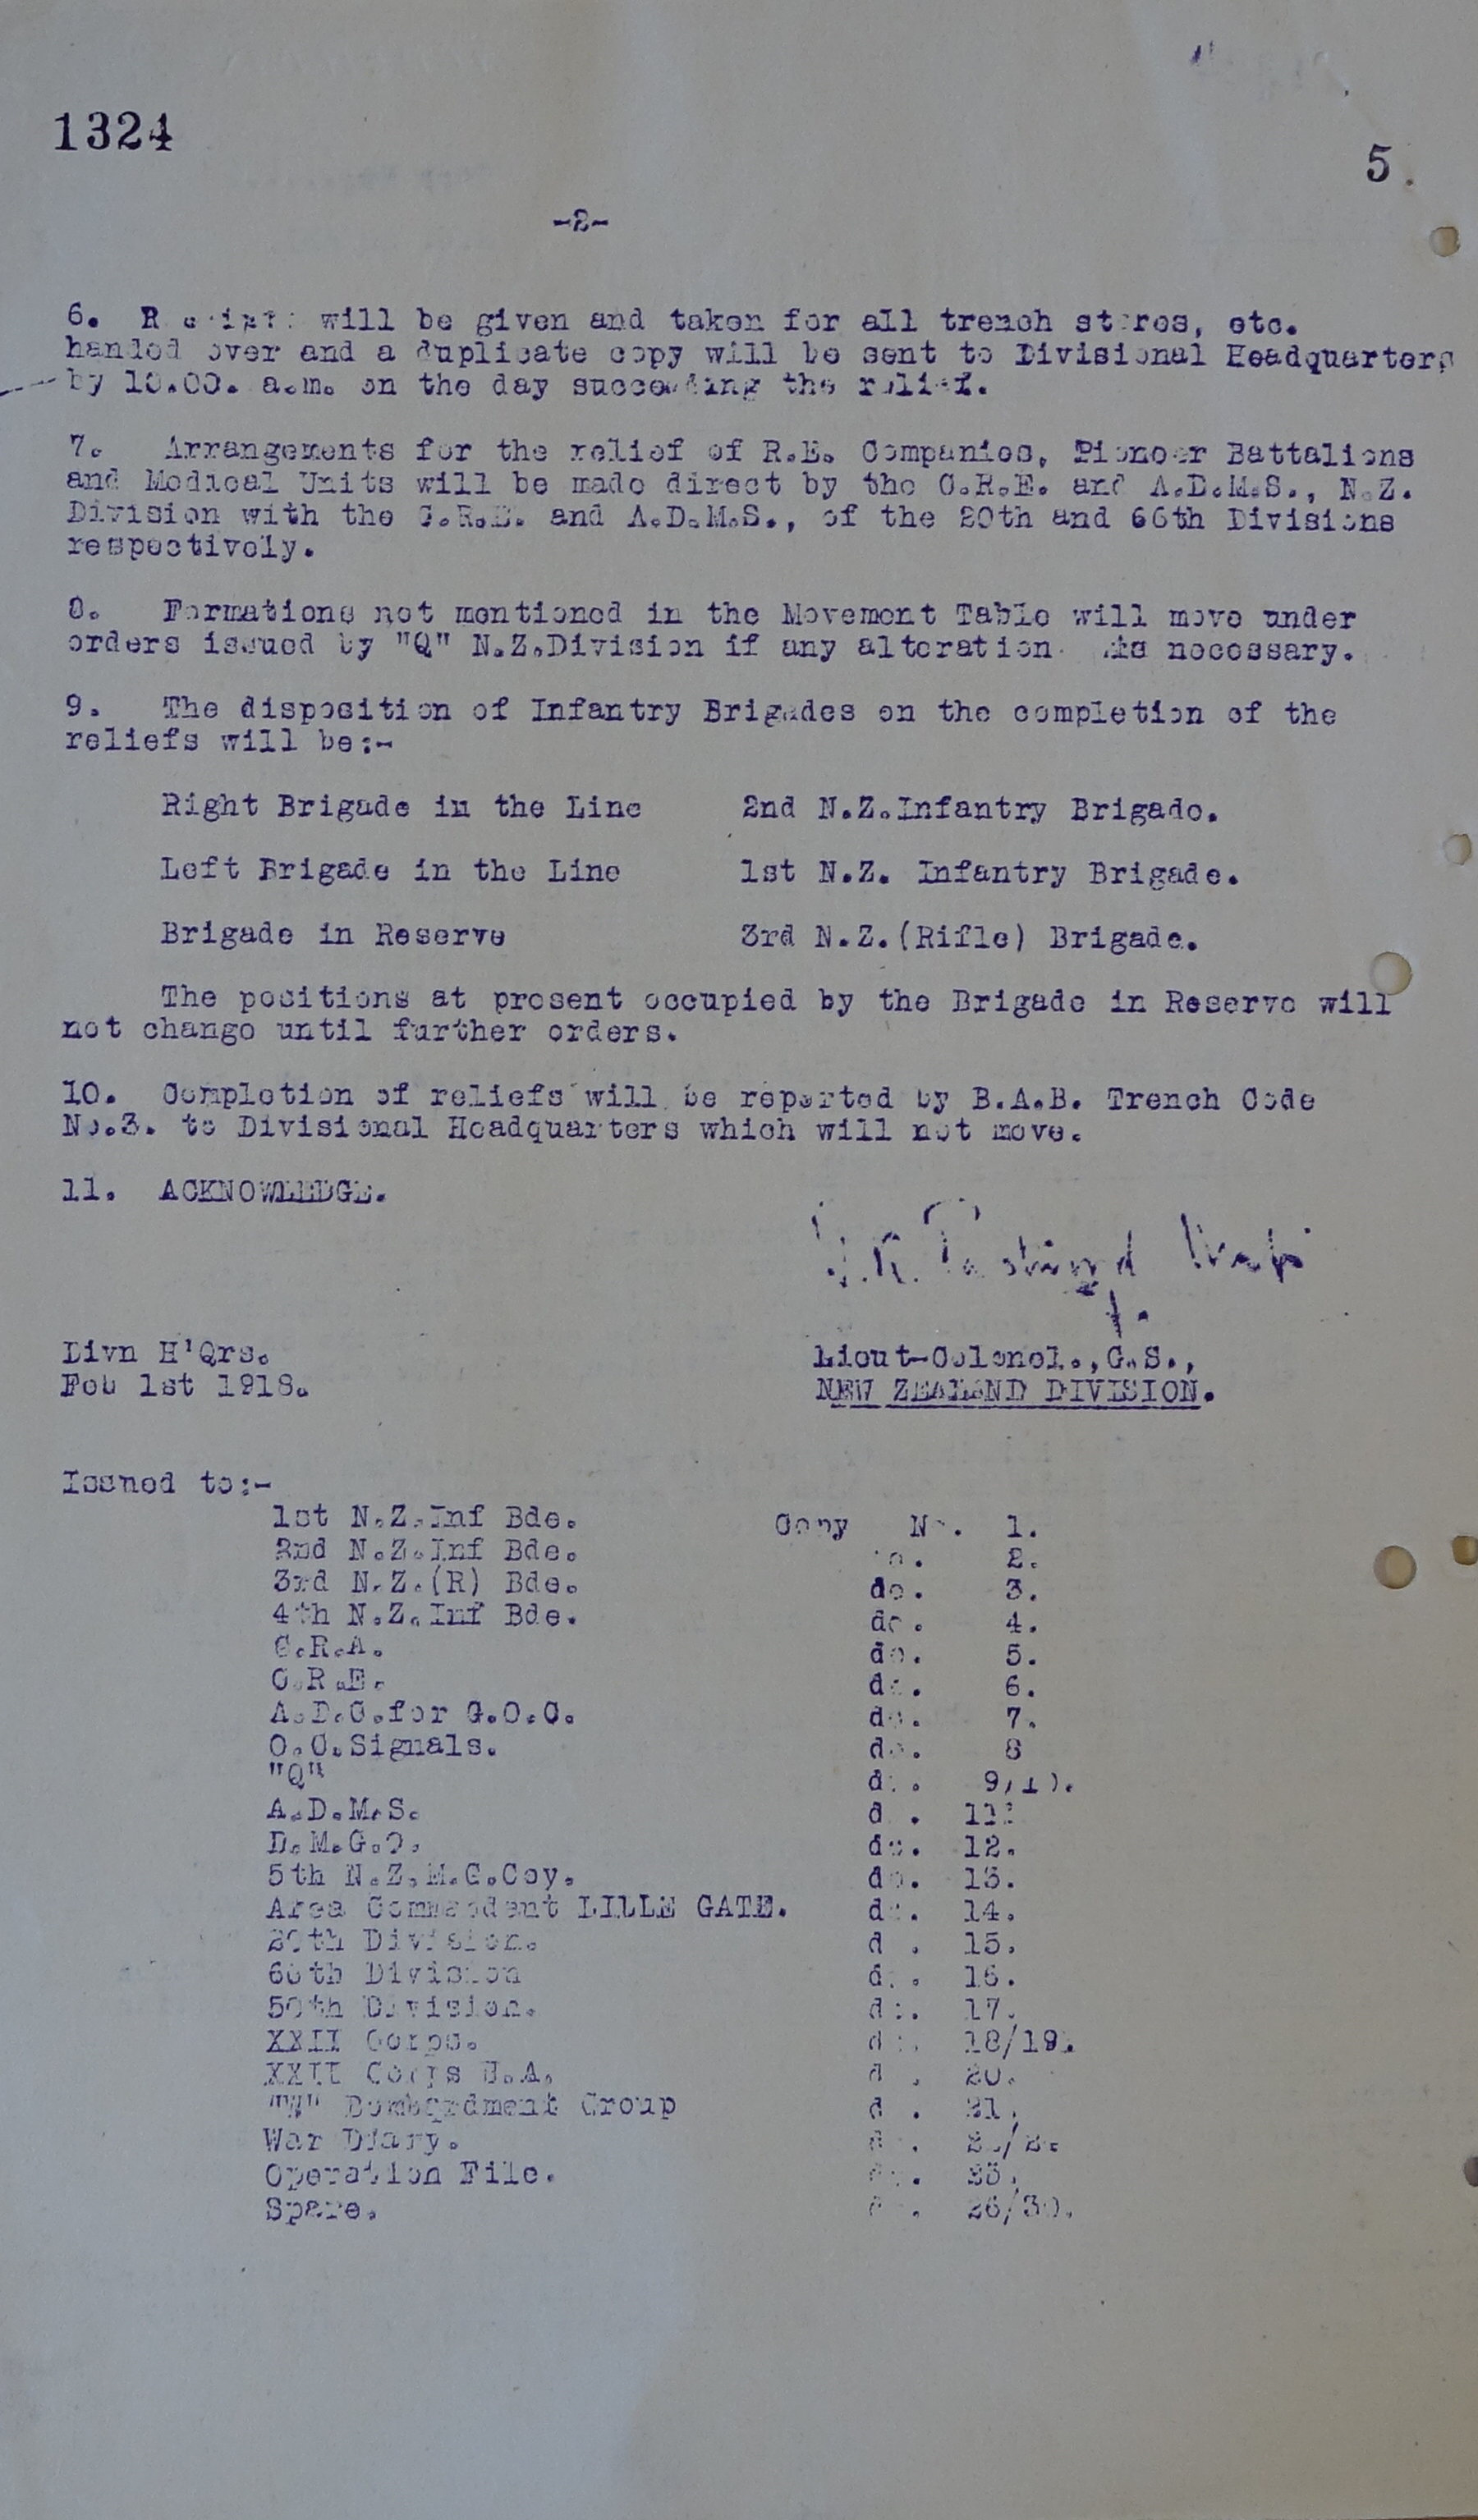 1324
5.
-2-
6. will be given and taken for all trench stores, etc.
handed over and a duplicate copy will be sent to Divisional Headquarters
by 10.00. a.m. on the day succeeding the relief.
7. Arrangements for the relief of R.E. Companies, Pioneer Battalions
and Medical Units will be made direct by the C.R.E. and A.D.M.S., N.Z.
Division with the C.R.E. and A.D.M.S., of the 20th and 66th Divisions
respectively.
8. Formations not mentioned in the Movement Table will move under
orders issued by "Q" N.Z.Division if any alteration is necessary.
9. The disposition of Infantry Brigades on the completion of the
reliefs will be:-
Right Brigade in the Line 2nd N.Z.Infantry Brigade.
Left Brigade in the Line 1st N.Z. Infantry Brigade.
Brigade in Reserve 3rd N.Z.(Rifle) Brigade.
The positions at present occupied by the Brigade in Reserve will
not change until further orders.
10. Completion of reliefs will be reported by B.A.B. Trench Code
No.3. to Divisional Headquarters which will not move.
11. ACKNOWLEDGE.
Divn H'Qrs. Lieut-Colonel.,G.S.,
Feb 1st 1918. NEW ZEALAND DIVISION.
Issued to:-
1st N.Z.Inf Bde. Copy No. 1.
2nd N.Z.Inf Bde. do. 2.
3rd N.Z.(R) Bde. do. 3.
4th N.Z.Inf Bde. do. 4.
C.R.A. do. 5.
C.R.E. do. 6.
A.D.C.for G.O.C. do. 7.
O.C.Signals. do. 8
"Q" do. 9/10.
A.D.M.S. do. 11.
D.M.G.O. do. 12.
5th N.Z.M.G.Coy. do. 13.
Area Commandant LILLE GATE. do. 14.
20th Division. do. 15.
66th Division do. 16.
50th Division. do. 17.
XXII Corps. do. 18/19.
XXII Corps H.A. do. 20.
"W" Bombardment Group do. 21.
War Diary. do.
Operation File. do. 25.
Spare. do. 26/30.